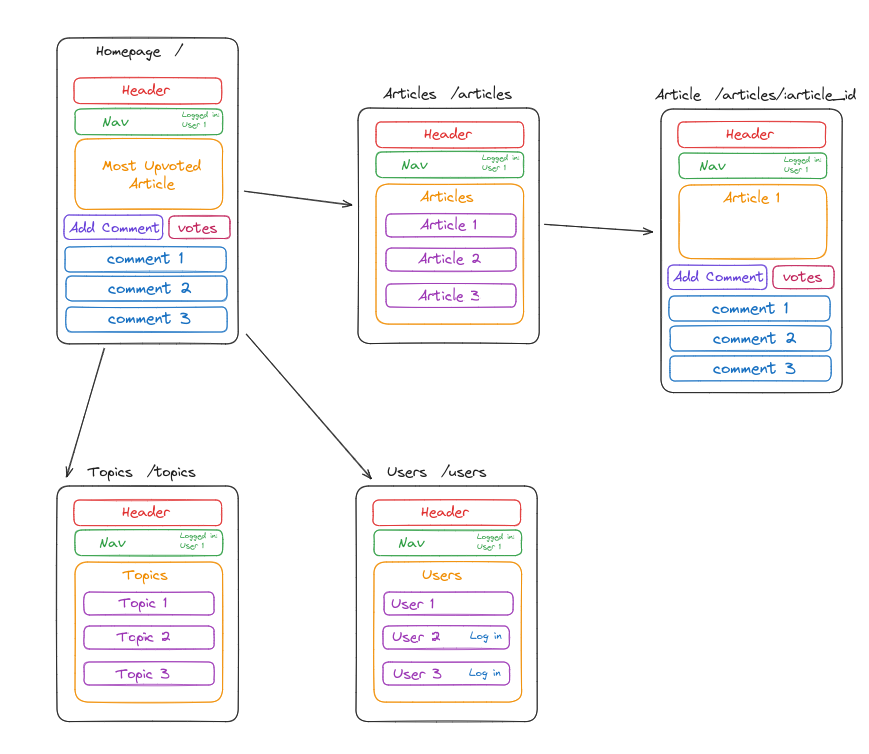 Homepage /
Header
Nav
Logged in:
User 1
Most Upvoted
Article
Add Comment
votes
comment 1
comment 2
comment 3
Articles /articles
Header
Nav
Logged in:
User 1
Articles
Article 1
Article 2
Article 3
Article /articles/:article_id
Header
Nav
Logged in:
User 1
Article 1
Add Comment
votes
comment 1
comment 2
comment 3
Topics /topics
Header
Nav
Logged in:
User 1
Topics
Topic 1
Topic 2
Topic 3
Users /users
Header
Nav
Logged in:
User 1
Users
User 1
User 2 Log in
User 3 Log in